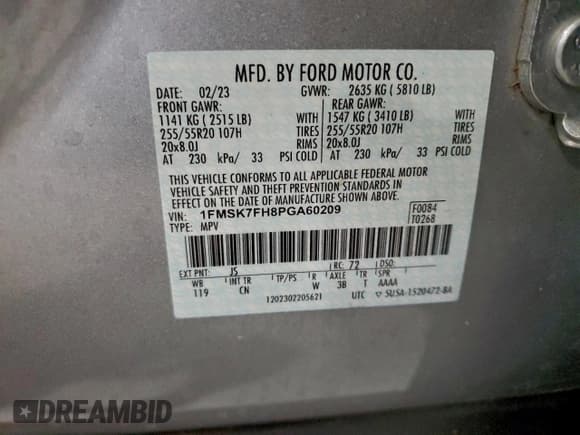 MFD. BY FORD MOTOR CO.
DATE: 02/23 GVWR: 2635 KG ( 5810 LB)
FRONT GAWR: REAR GAWR:
1141 KG ( 2515 LB) WITH 1547 KG ( 3410 LB) WITH
255/55R20 107H TIRES 255/55R20 107H TIRES
20x8.0J RIMS 20x8.0J RIMS
AT 230 kPa/ 33 PSI COLD AT 230 kPa/ 33 PSI COLD
THIS VEHICLE CONFORMS TO ALL APPLICABLE FEDERAL MOTOR
VEHICLE SAFETY AND THEFT PREVENTION STANDARDS IN
EFFECT ON THE DATE OF MANUFACTURE SHOWN ABOVE.
VIN: 1FMSK7FH8PGA60209 F0084
TYPE: MPV T0268
EXT PNT: JS RC: 72 DSO:
WB INT TR TP/PS R AXLE TR SPR
119 CN W 3B T AAAA
1202302205621 UTC ▽ 5U5A-1520472-BA
DREAMBID